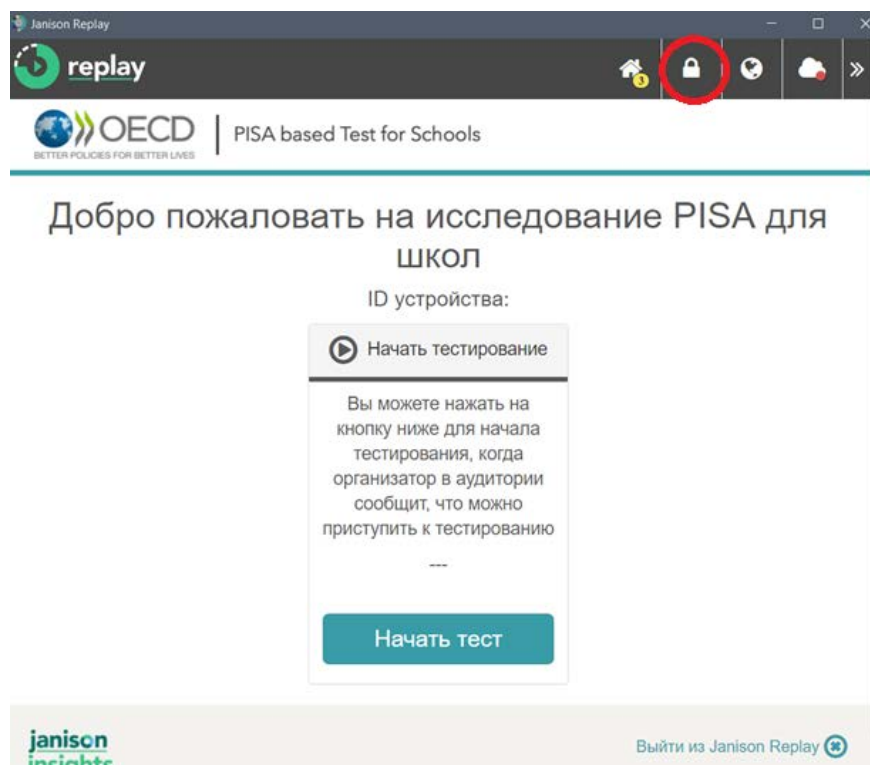 Janison Replay
replay
3
OECD
BETTER POLICIES FOR BETTER LIVES
PISA based Test for Schools
Добро пожаловать на исследование PISA для
школ
ID устройства:
Начать тестирование
Вы можете нажать на
кнопку ниже для начала
тестирования, когда
организатор в аудитории
сообщит, что можно
приступить к тестированию
---
Начать тест
janison
insights
Выйти из Janison Replay